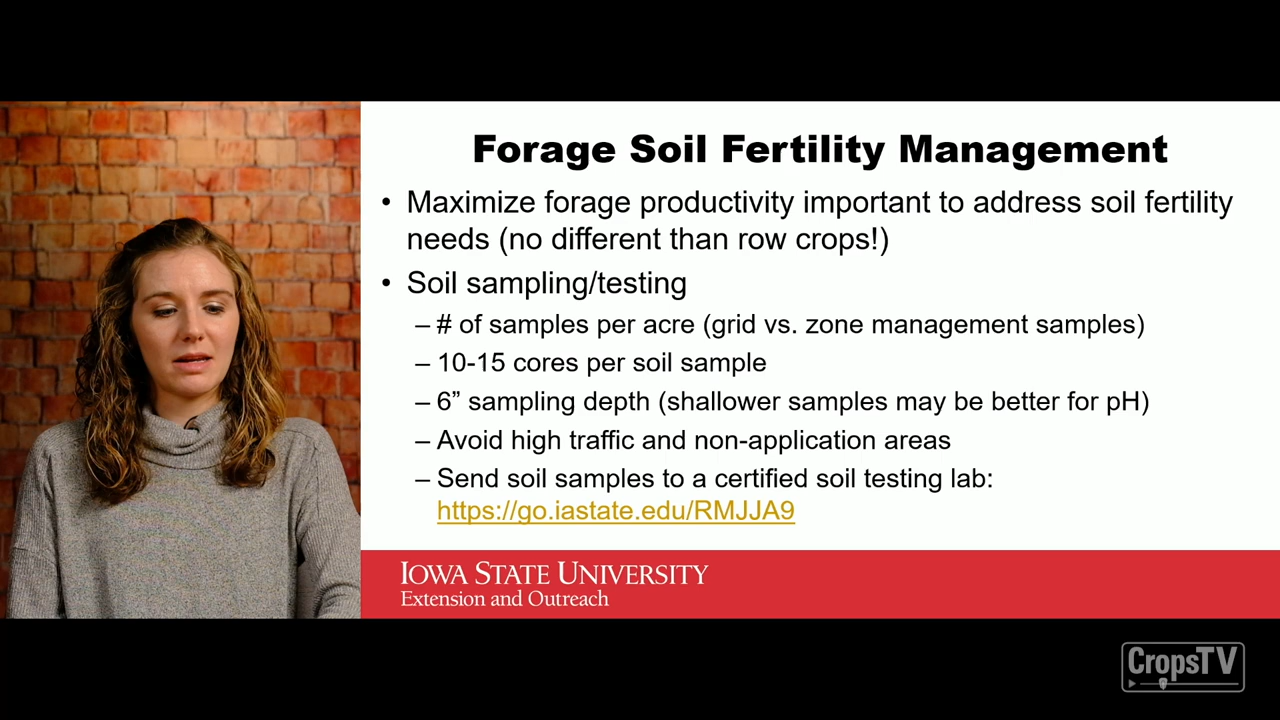 Forage Soil Fertility Management
• Maximize forage productivity important to address soil fertility
needs (no different than row crops!)
• Soil sampling/testing
– # of samples per acre (grid vs. zone management samples)
– 10-15 cores per soil sample
– 6” sampling depth (shallower samples may be better for pH)
– Avoid high traffic and non-application areas
– Send soil samples to a certified soil testing lab:
https://go.iastate.edu/RMJJA9
IOWA STATE UNIVERSITY
Extension and Outreach
CropsTV